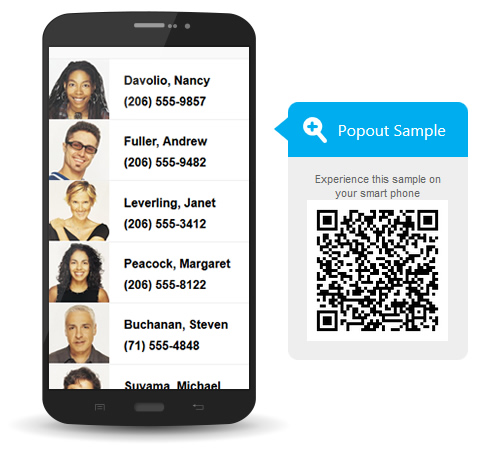 Davolio, Nancy
(206) 555-9857
Fuller, Andrew
(206) 555-9482
Leverling, Janet
(206) 555-3412
Peacock, Margaret
(206) 555-8122
Buchanan, Steven
(71) 555-4848
Suyama, Michael
Popout Sample
Experience this sample on
your smart phone